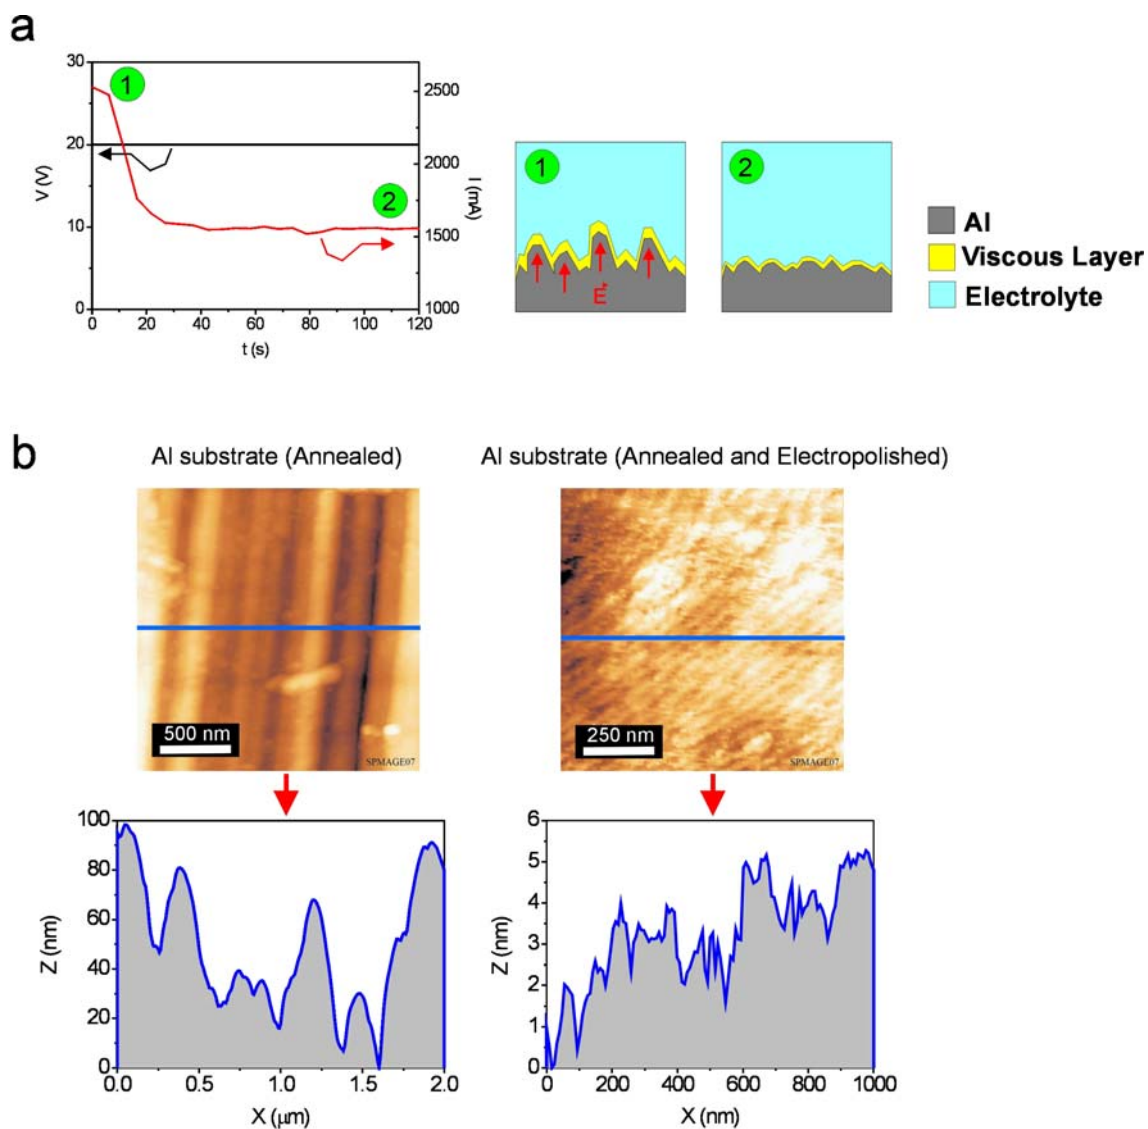 a
30
20
10
0
V (V)
0 20 40 60 80 100 120
t (s)
2500
2000
1500
1000
I (mA)
1
2
1
E
2
Al
Viscous Layer
Electrolyte
b
Al substrate (Annealed)
Al substrate (Annealed and Electropolished)
500 nm
SPMAGE07
250 nm
SPMAGE07
100
80
60
40
20
0
Z (nm)
0.0 0.5 1.0 1.5 2.0
X (μm)
6
5
4
3
2
1
0
Z (nm)
0 200 400 600 800 1000
X (nm)